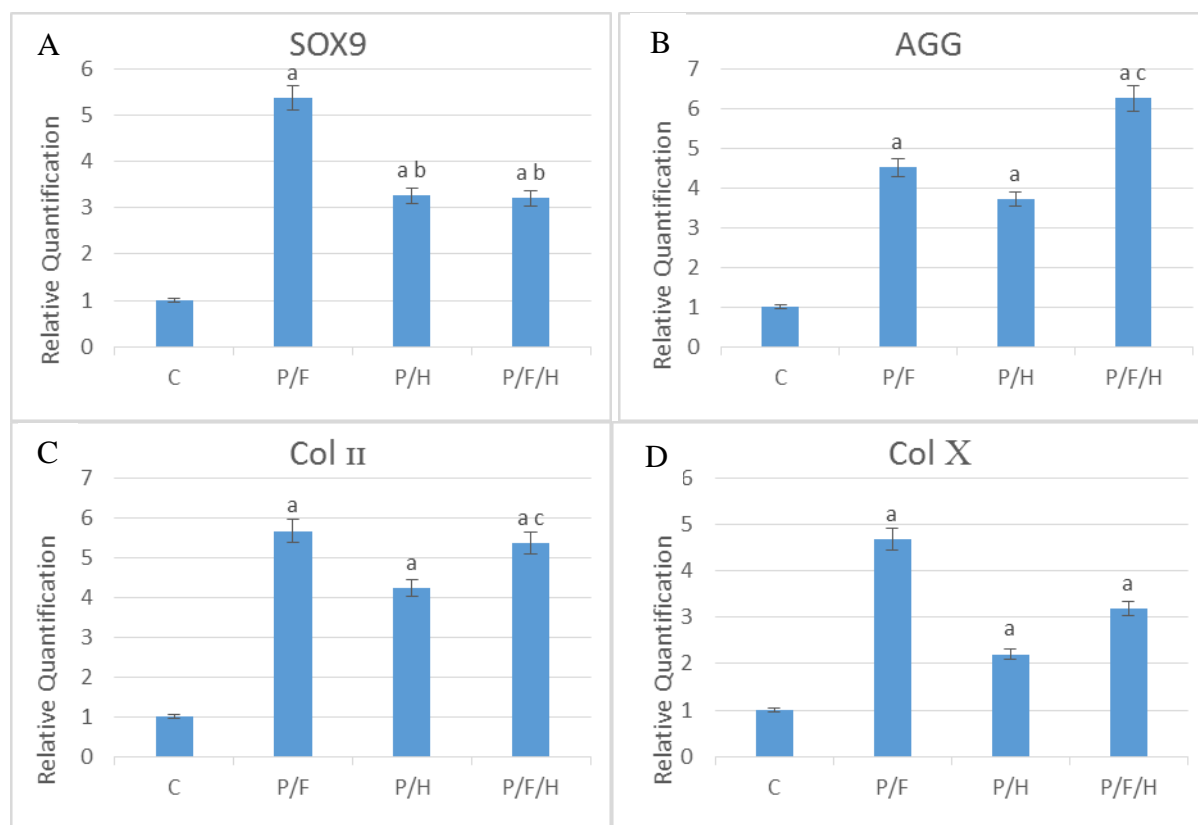 A
SOX9
Relative Quantification
6
5
4
3
2
1
0
a
a b
a b
C P/F P/H P/F/H
B
AGG
Relative Quantification
7
6
5
4
3
2
1
0
a
a
a c
C P/F P/H P/F/H
C
Col II
Relative Quantification
7
6
5
4
3
2
1
0
a
a
a c
C P/F P/H P/F/H
D
Col X
Relative Quantification
6
5
4
3
2
1
0
a
a
a
C P/F P/H P/F/H